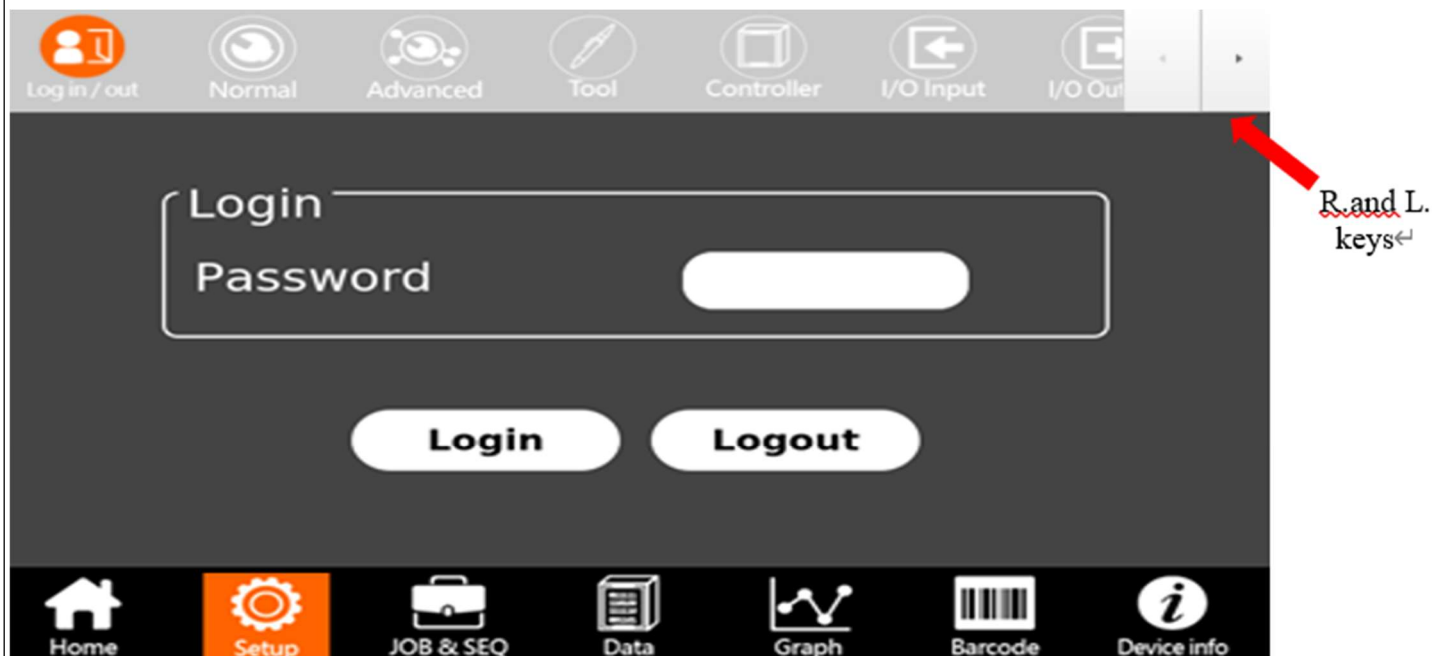 Log in / out
Normal
Advanced
Tool
Controller
I/O Input
I/O Out
R.and L.
keys↵
Login
Password
Login
Logout
Home
Setup
JOB & SEQ
Data
Graph
Barcode
Device info